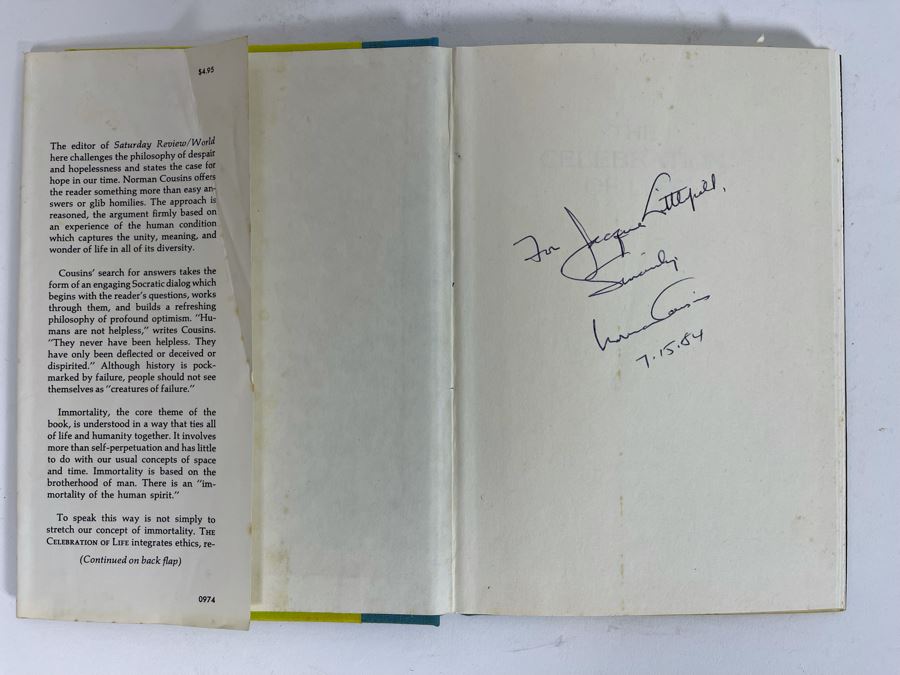 $4.95
The editor of Saturday Review/World
here challenges the philosophy of despair
and hopelessness and states the case for
hope in our time. Norman Cousins offers
the reader something more than easy an-
swers or glib homilies. The approach is
reasoned, the argument firmly based on
an experience of the human condition
which captures the unity, meaning, and
wonder of life in all of its diversity.
Cousins' search for answers takes the
form of an engaging Socratic dialog which
begins with the reader's questions, works
through them, and builds a refreshing
philosophy of profound optimism. "Hu-
mans are not helpless," writes Cousins.
"They never have been helpless. They
have only been deflected or deceived or
dispirited." Although history is pock-
marked by failure, people should not see
themselves as "creatures of failure."
Immortality, the core theme of the
book, is understood in a way that ties all
of life and humanity together. It involves
more than self-perpetuation and has little
to do with our usual concepts of space
and time. Immortality is based on the
brotherhood of man. There is an "im-
mortality of the human spirit."
To speak this way is not simply to
stretch our concept of immortality. THE
CELEBRATION OF LIFE integrates ethics, re-
(Continued on back flap)
0974
For Jacque Littlefield,
Sincerely,
Norman Cousins
7.15.84